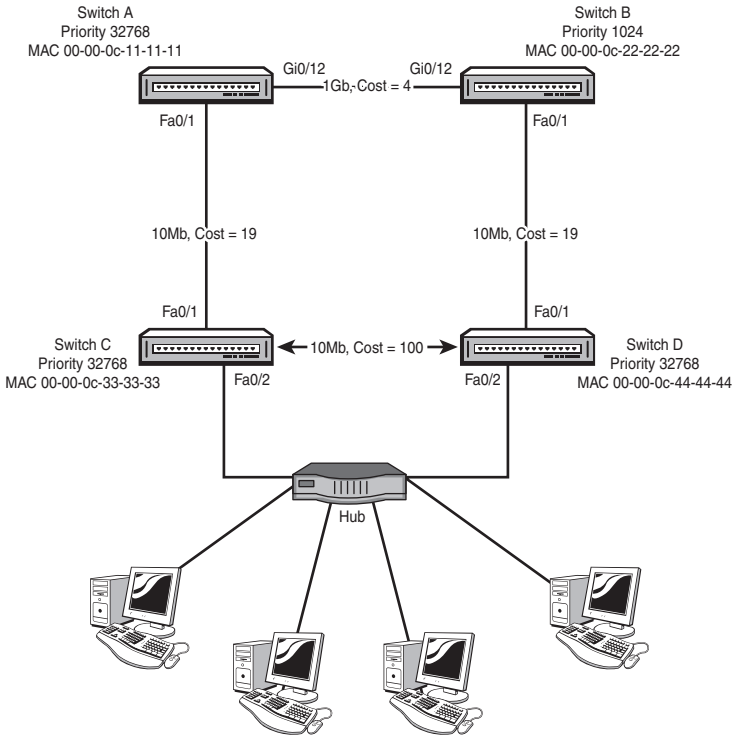 Switch A
Priority 32768
MAC 00-00-0c-11-11-11
Switch B
Priority 1024
MAC 00-00-0c-22-22-22
Gi0/12
1Gb, Cost = 4
Gi0/12
Fa0/1
Fa0/1
10Mb, Cost = 19
10Mb, Cost = 19
Fa0/1
Fa0/1
Switch C
Priority 32768
MAC 00-00-0c-33-33-33
10Mb, Cost = 100
Switch D
Priority 32768
MAC 00-00-0c-44-44-44
Fa0/2
Fa0/2
Hub